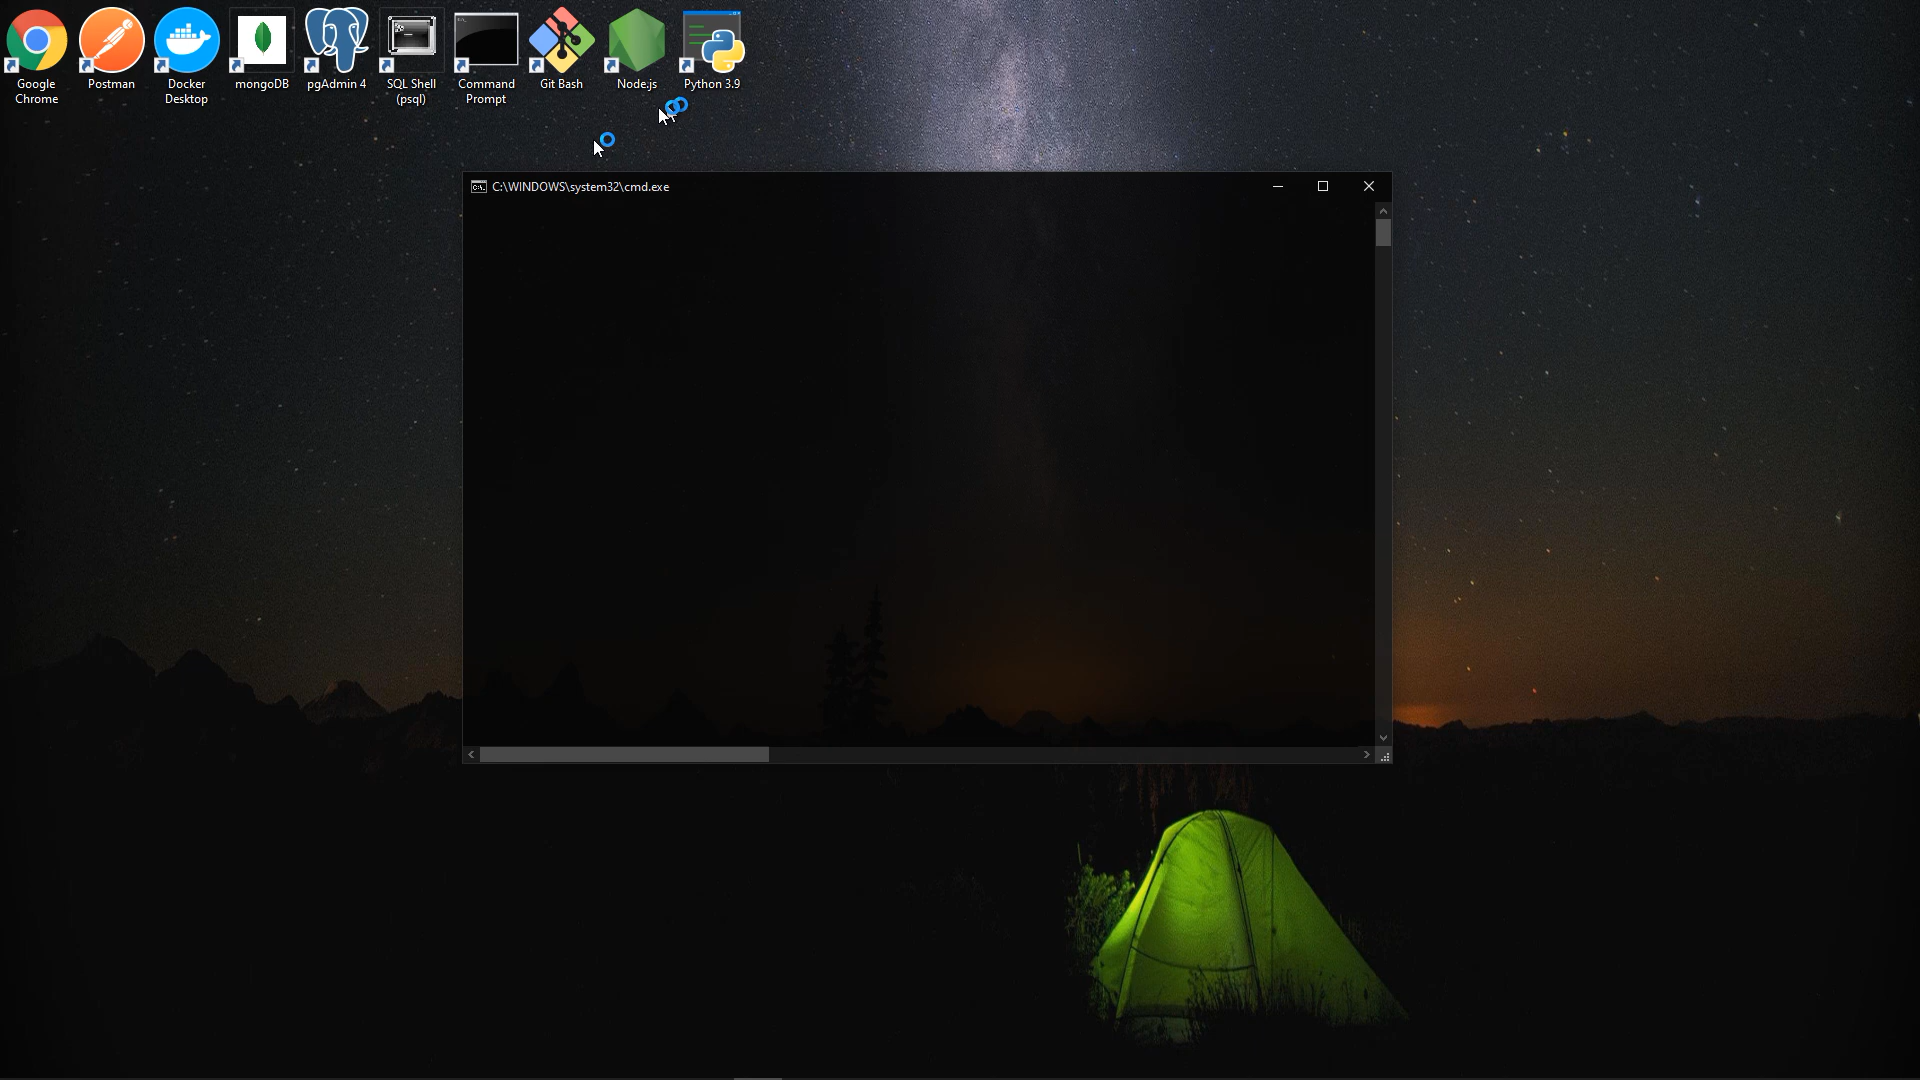 Google
Chrome
Postman
Docker
Desktop
mongoDB
pgAdmin 4
SQL Shell
(psql)
Command
Prompt
Git Bash
Node.js
Python 3.9
C:\WINDOWS\system32\cmd.exe